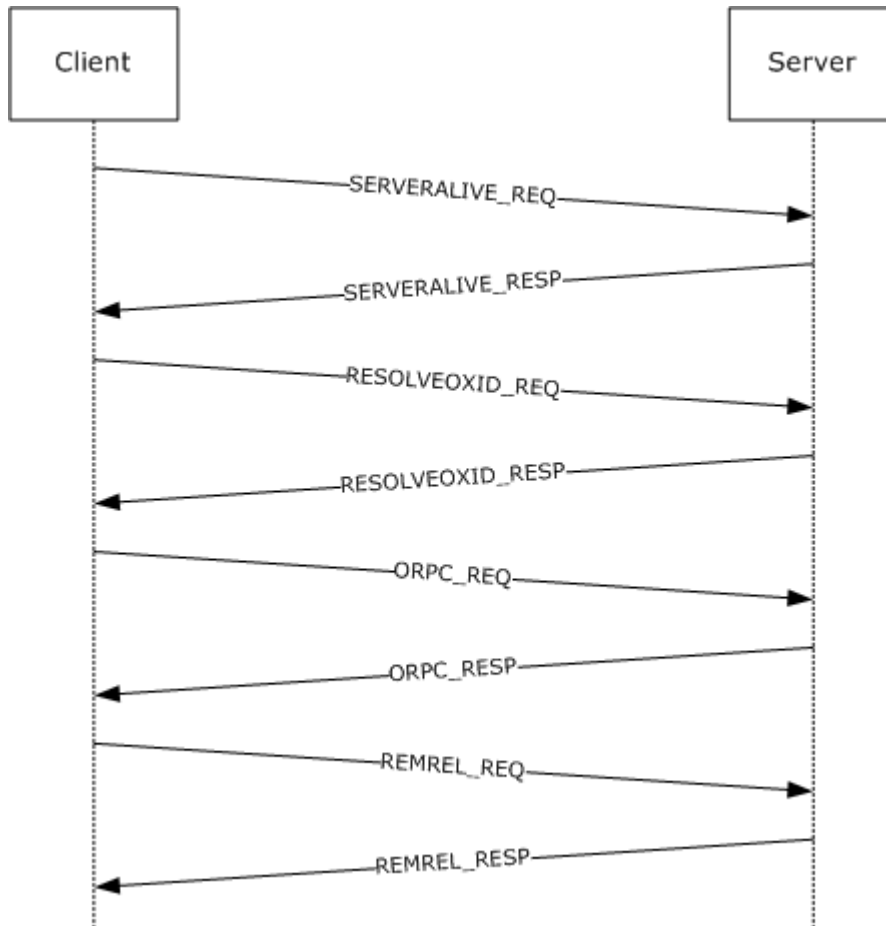 Client
Server
SERVERALIVE_REQ
SERVERALIVE_RESP
RESOLVEOXID_REQ
RESOLVEOXID_RESP
ORPC_REQ
ORPC_RESP
REMREL_REQ
REMREL_RESP